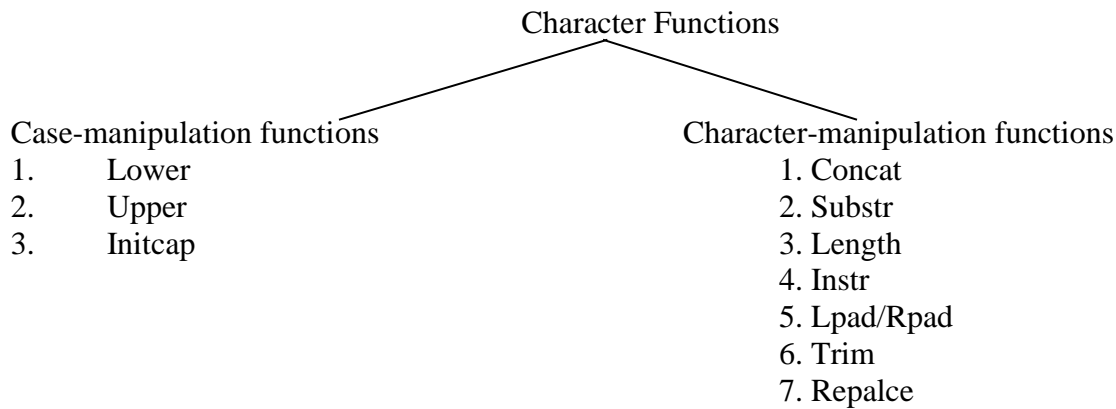 Character Functions
Case-manipulation functions
1. Lower
2. Upper
3. Initcap
Character-manipulation functions
1. Concat
2. Substr
3. Length
4. Instr
5. Lpad/Rpad
6. Trim
7. Repalce